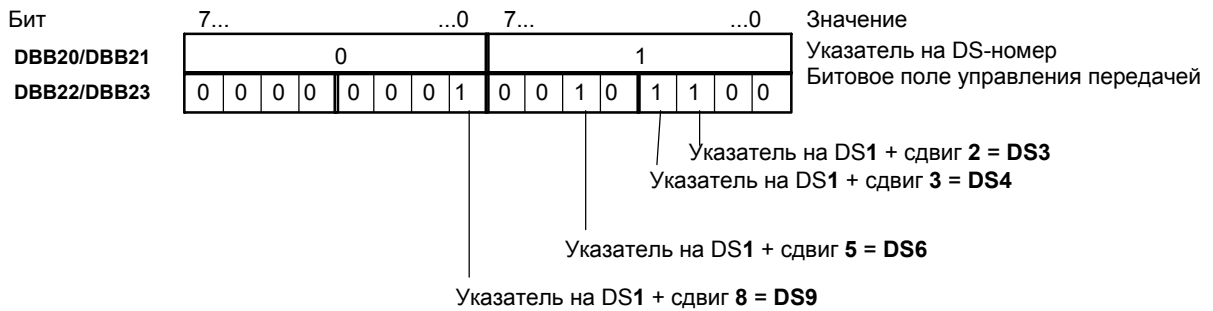 Бит 7... ...0 7... ...0 Значение
DBB20/DBB21 0 1 Указатель на DS-номер
Битовое поле управления передачей
DBB22/DBB23 0 0 0 0 0 0 0 1 0 0 1 0 1 1 0 0
Указатель на DS1 + сдвиг 2 = DS3
Указатель на DS1 + сдвиг 3 = DS4
Указатель на DS1 + сдвиг 5 = DS6
Указатель на DS1 + сдвиг 8 = DS9